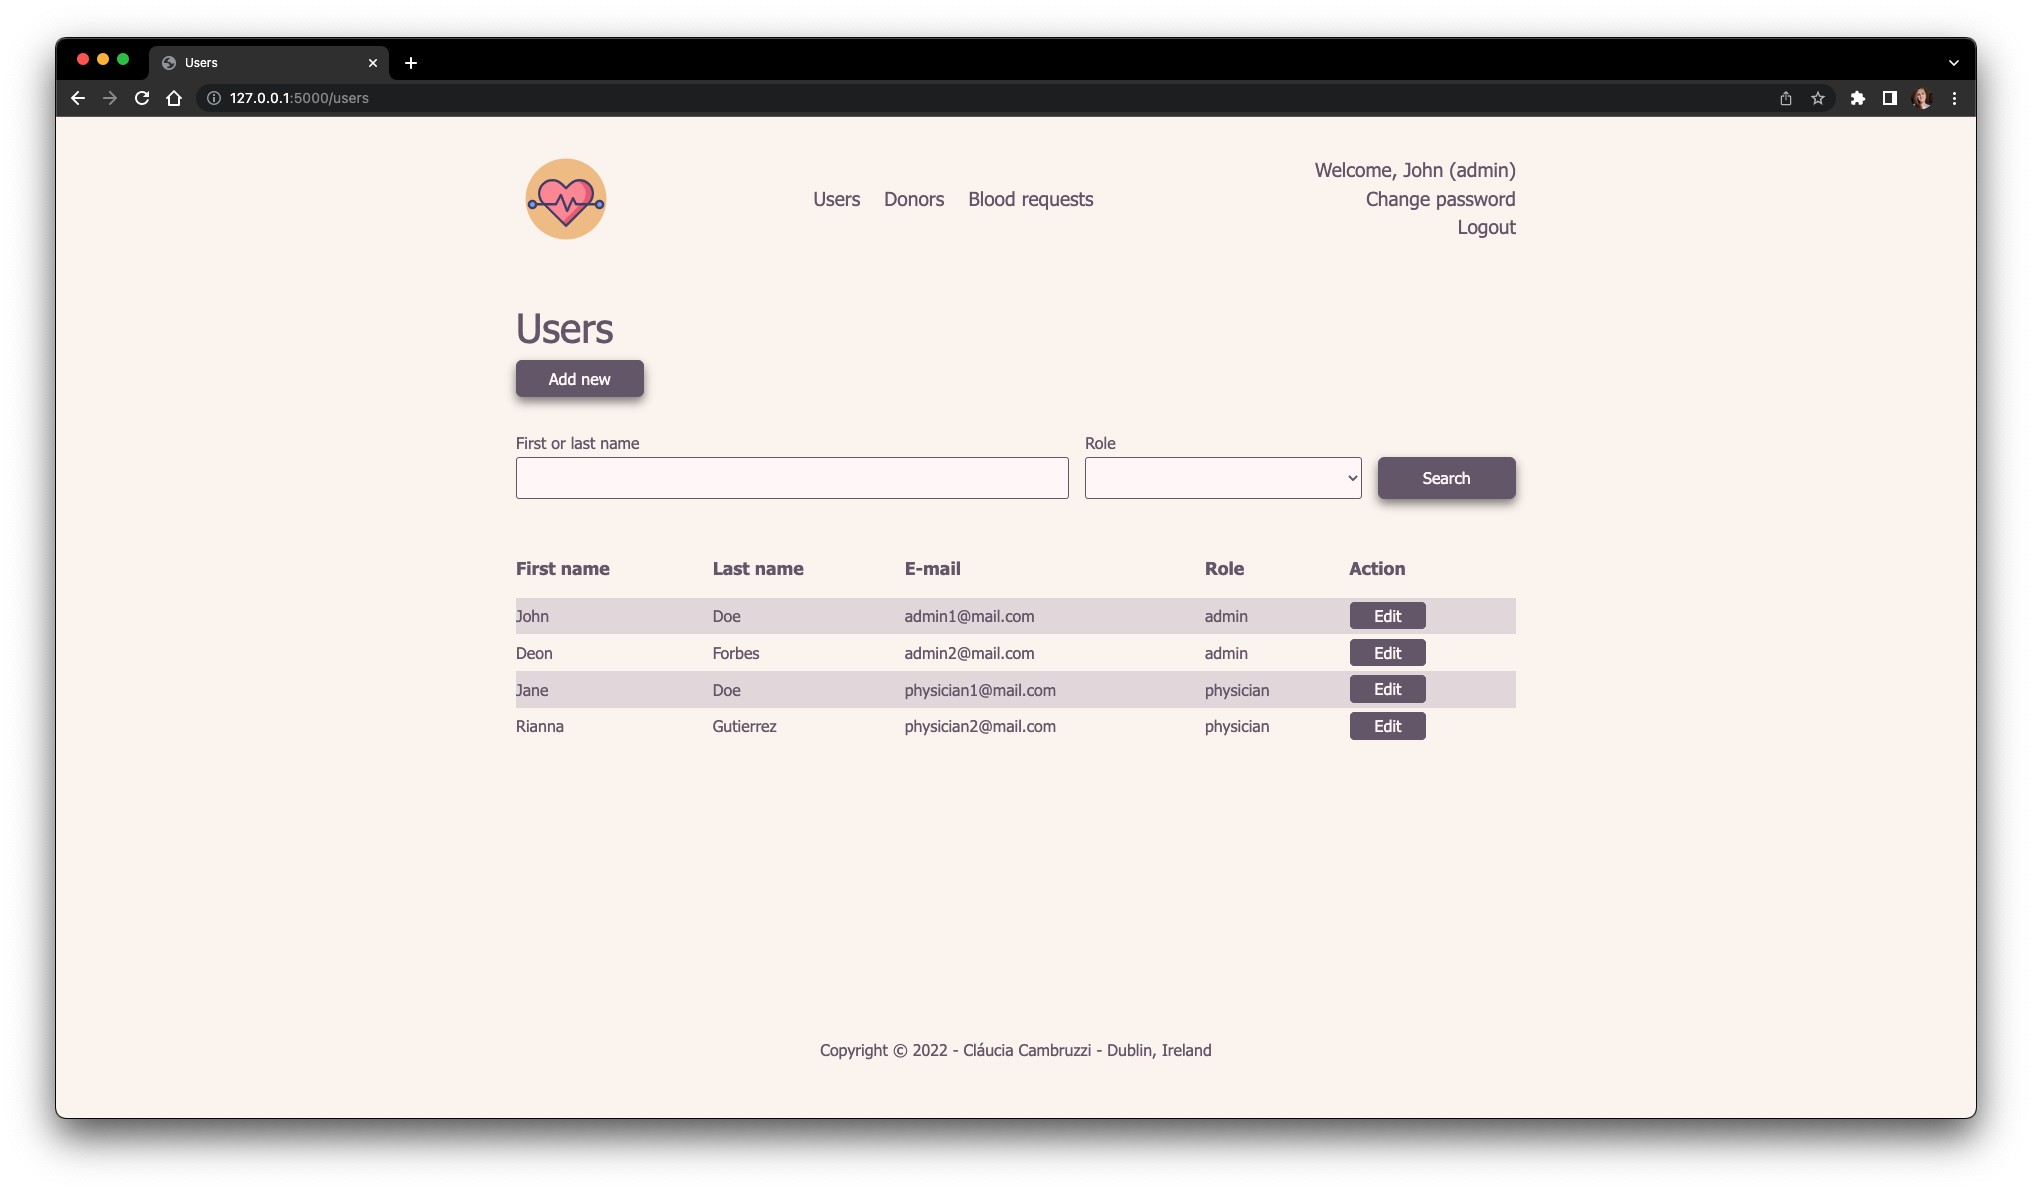 Users
127.0.0.1:5000/users
Welcome, John (admin)
Users Donors Blood requests
Change password
Logout
Users
Add new
First or last name Role
Search
First name Last name E-mail Role Action
John Doe admin1@mail.com admin Edit
Deon Forbes admin2@mail.com admin Edit
Jane Doe physician1@mail.com physician Edit
Rianna Gutierrez physician2@mail.com physician Edit
Copyright © 2022 - Cláucia Cambruzzi - Dublin, Ireland